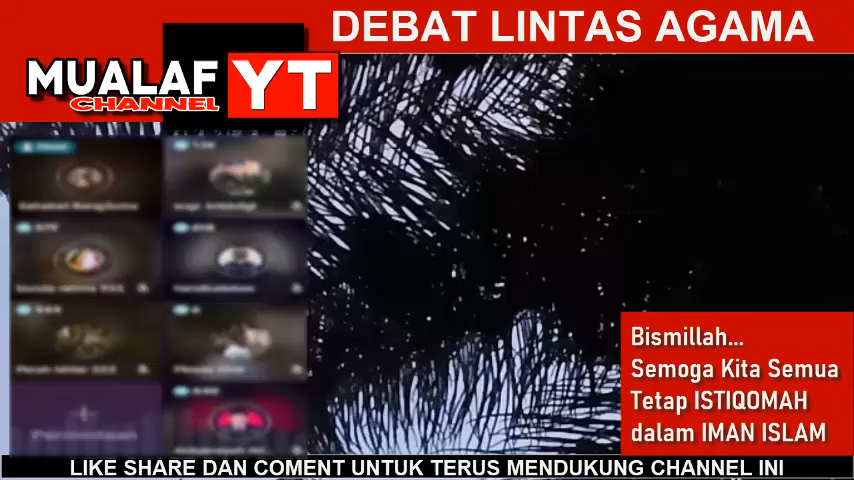 DEBAT LINTAS AGAMA
MUALAF
CHANNEL
YT
Bismillah...
Semoga Kita Semua
Tetap ISTIQOMAH
dalam IMAN ISLAM
LIKE SHARE DAN COMENT UNTUK TERUS MENDUKUNG CHANNEL INI